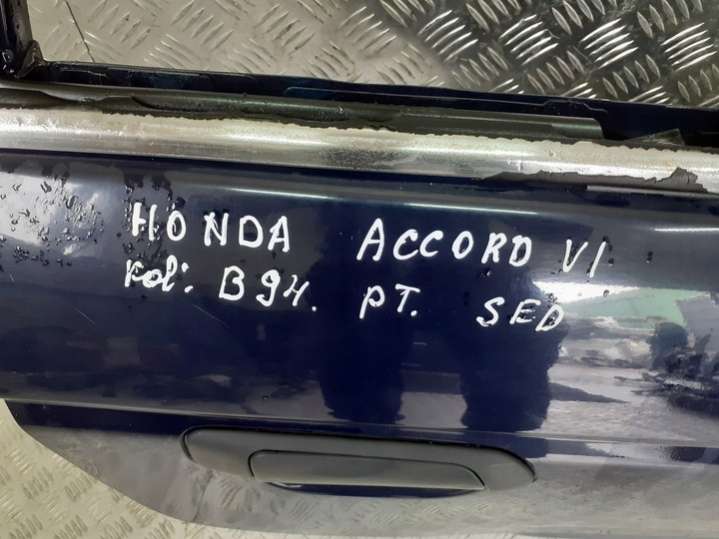 HONDA ACCORD VI
kol: B94. PT. SED